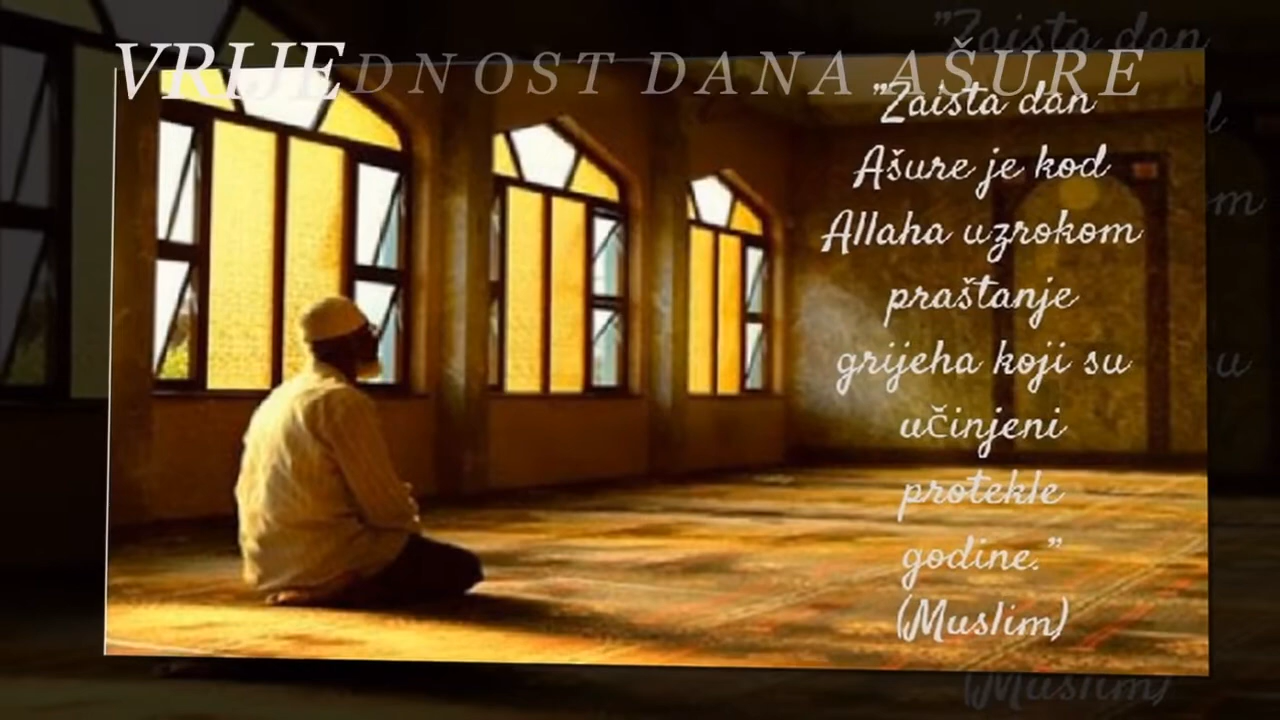 VRIJEDNOST DANA AŠURE
"Zaista dan
Ašure je kod
Allaha uzrokom
praštanje
grijeha koji su
učinjeni
protekle
godine."
(Muslim)